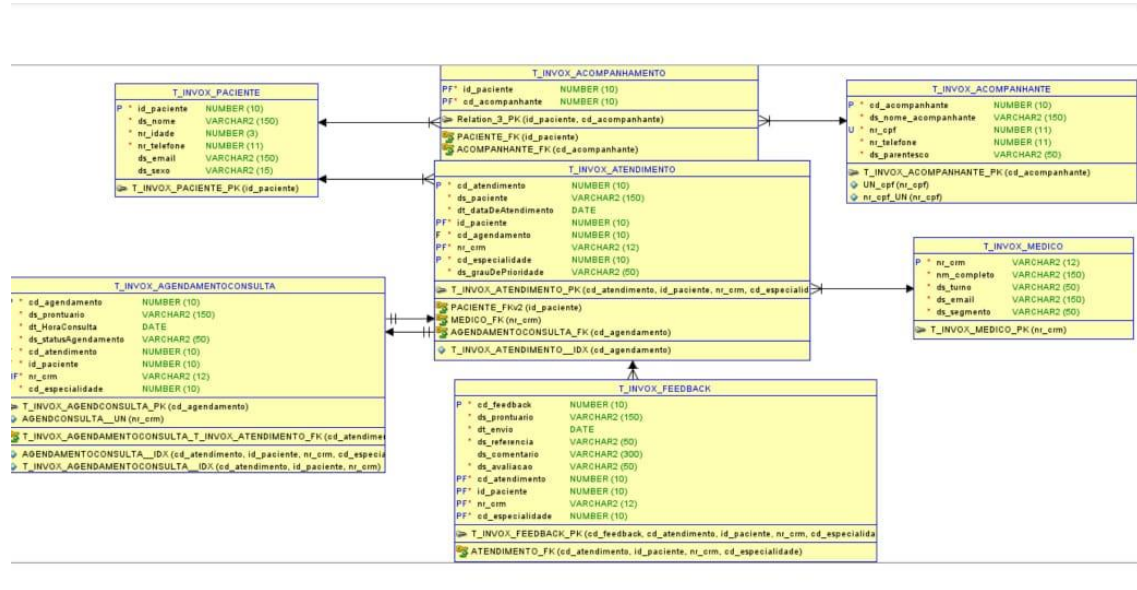 T_INVOX_PACIENTE
P * id_paciente NUMBER (10)
* ds_nome VARCHAR2 (150)
* nr_idade NUMBER (3)
* nr_telefone NUMBER (11)
ds_email VARCHAR2 (150)
ds_sexo VARCHAR2 (15)
T_INVOX_PACIENTE_PK (id_paciente)
T_INVOX_ACOMPANHAMENTO
PF* id_paciente NUMBER (10)
PF* cd_acompanhante NUMBER (10)
Relation_3_PK (id_paciente, cd_acompanhante)
PACIENTE_FK (id_paciente)
ACOMPANHANTE_FK (cd_acompanhante)
T_INVOX_ACOMPANHANTE
P * cd_acompanhante NUMBER (10)
* ds_nome_acompanhante VARCHAR2 (150)
U * nr_cpf NUMBER (11)
* nr_telefone NUMBER (11)
* ds_parentesco VARCHAR2 (50)
T_INVOX_ACOMPANHANTE_PK (cd_acompanhante)
UN_cpf (nr_cpf)
nr_cpf_UN (nr_cpf)
T_INVOX_ATENDIMENTO
P * cd_atendimento NUMBER (10)
* ds_paciente VARCHAR2 (150)
* dt_dataDeAtendimento DATE
PF* id_paciente NUMBER (10)
F * cd_agendamento NUMBER (10)
PF* nr_crm VARCHAR2 (12)
P * cd_especialidade NUMBER (10)
* ds_grauDePrioridade VARCHAR2 (50)
T_INVOX_ATENDIMENTO_PK (cd_atendimento, id_paciente, nr_crm, cd_especialid
PACIENTE_FKv2 (id_paciente)
MEDICO_FK (nr_crm)
AGENDAMENTOCONSULTA_FK (cd_agendamento)
T_INVOX_ATENDIMENTO__IDX (cd_agendamento)
T_INVOX_MEDICO
P * nr_crm VARCHAR2 (12)
* nm_completo VARCHAR2 (150)
* ds_turno VARCHAR2 (50)
* ds_email VARCHAR2 (150)
* ds_segmento VARCHAR2 (50)
T_INVOX_MEDICO_PK (nr_crm)
T_INVOX_AGENDAMENTOCONSULTA
* cd_agendamento NUMBER (10)
* ds_prontuario VARCHAR2 (150)
* dt_HoraConsulta DATE
* ds_statusAgendamento VARCHAR2 (50)
* cd_atendimento NUMBER (10)
* id_paciente NUMBER (10)
F* nr_crm VARCHAR2 (12)
* cd_especialidade NUMBER (10)
T_INVOX_AGENDCONSULTA_PK (cd_agendamento)
AGENDCONSULTA__UN (nr_crm)
T_INVOX_AGENDAMENTOCONSULTA_T_INVOX_ATENDIMENTO_FK (cd_atendime
AGENDAMENTOCONSULTA__IDX (cd_atendimento, id_paciente, nr_crm, cd_especia
T_INVOX_AGENDAMENTOCONSULTA__IDX (cd_atendimento, id_paciente, nr_crm)
T_INVOX_FEEDBACK
P * cd_feedback NUMBER (10)
* ds_prontuario VARCHAR2 (150)
* dt_envio DATE
* ds_referencia VARCHAR2 (50)
ds_comentario VARCHAR2 (300)
* ds_avaliacao VARCHAR2 (50)
PF* cd_atendimento NUMBER (10)
PF* id_paciente NUMBER (10)
PF* nr_crm VARCHAR2 (12)
PF* cd_especialidade NUMBER (10)
T_INVOX_FEEDBACK_PK (cd_feedback, cd_atendimento, id_paciente, nr_crm, cd_especialida
ATENDIMENTO_FK (cd_atendimento, id_paciente, nr_crm, cd_especialidade)